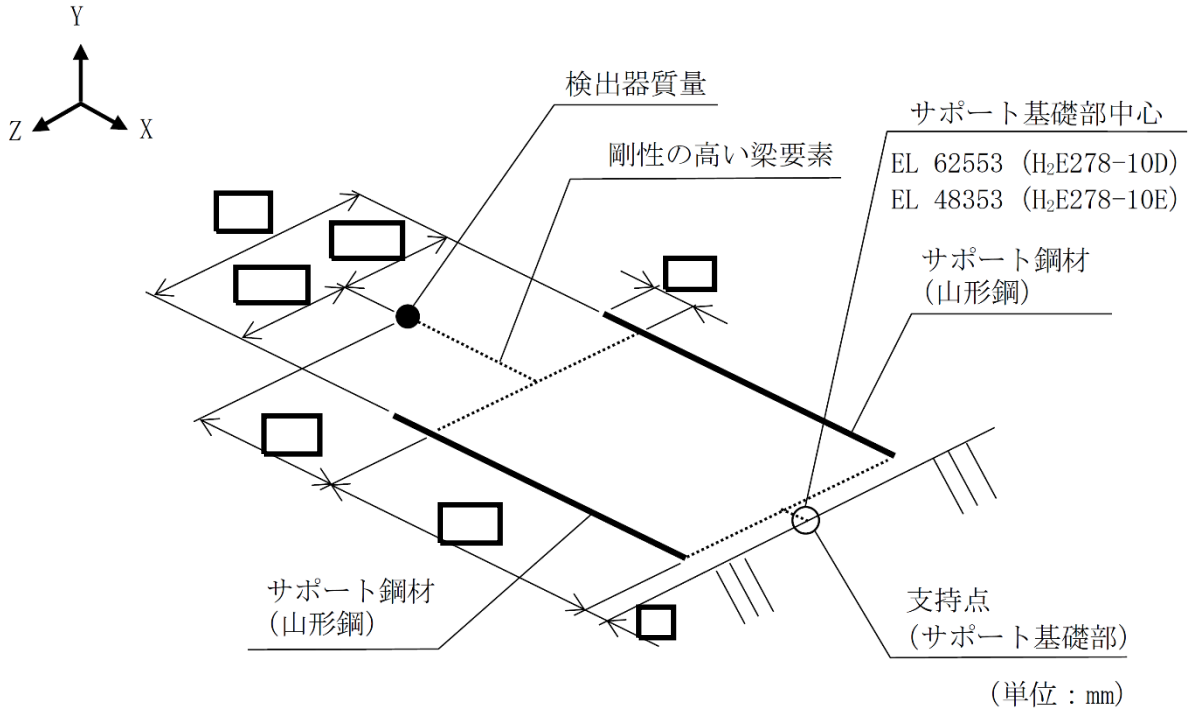 Y
Z
X
検出器質量
剛性の高い梁要素
サポート基礎部中心
EL 62553 (H₂E278-10D)
EL 48353 (H₂E278-10E)
サポート鋼材
(山形鋼)
サポート鋼材
(山形鋼)
支持点
(サポート基礎部)
(単位：mm)